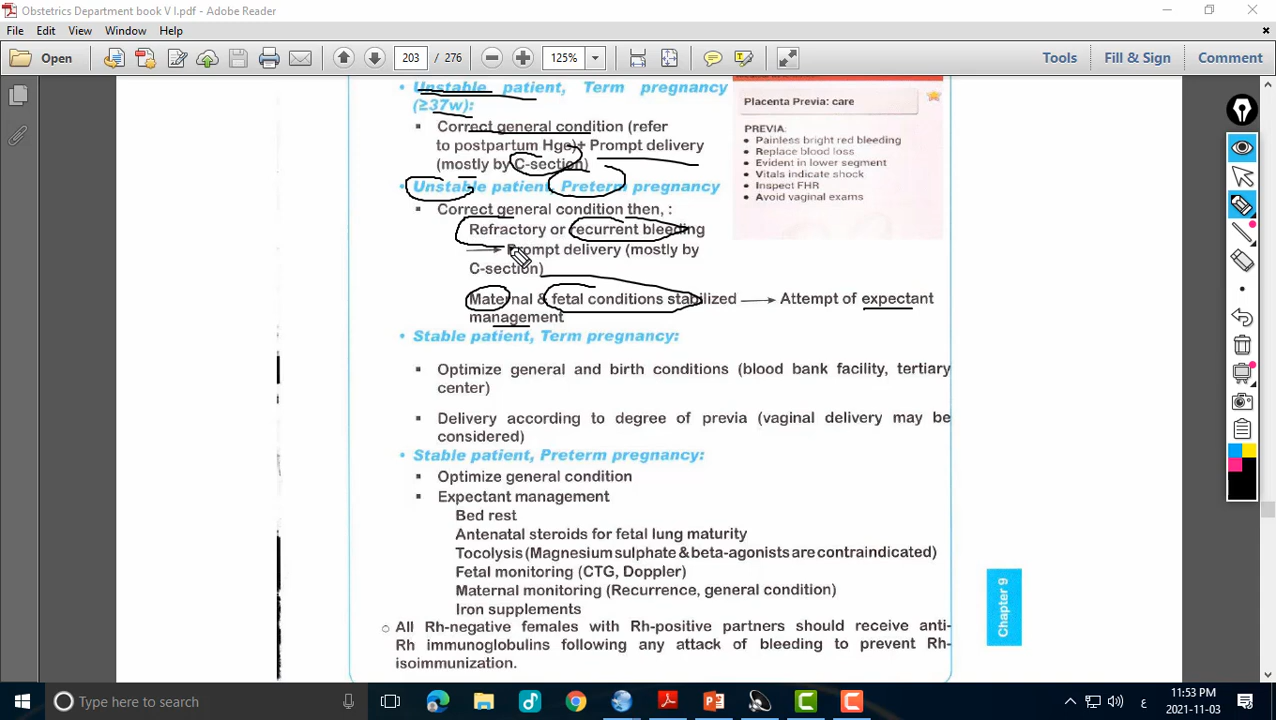 Obstetrics Department book V I.pdf - Adobe Reader
File Edit View Window Help
Open 203 / 276 125% Tools Fill & Sign Comment
• Unstable patient, Term pregnancy
(≥37w):
▪ Correct general condition (refer
to postpartum Hge)+ Prompt delivery
(mostly by C-section)
• Unstable patient, Preterm pregnancy
▪ Correct general condition then, :
Refractory or recurrent bleeding
→ Prompt delivery (mostly by
C-section)
Maternal & fetal conditions stabilized → Attempt of expectant
management
• Stable patient, Term pregnancy:
▪ Optimize general and birth conditions (blood bank facility, tertiary
center)
▪ Delivery according to degree of previa (vaginal delivery may be
considered)
• Stable patient, Preterm pregnancy:
▪ Optimize general condition
▪ Expectant management
Bed rest
Antenatal steroids for fetal lung maturity
Tocolysis (Magnesium sulphate & beta-agonists are contraindicated)
Fetal monitoring (CTG, Doppler)
Maternal monitoring (Recurrence, general condition)
Iron supplements
○ All Rh-negative females with Rh-positive partners should receive anti-
Rh immunoglobulins following any attack of bleeding to prevent Rh-
isoimmunization.
Placenta Previa: care
PREVIA:
• Painless bright red bleeding
• Replace blood loss
• Evident in lower segment
• Vitals indicate shock
• Inspect FHR
• Avoid vaginal exams
Chapter 9
Type here to search
ع
11:53 PM
2021-11-03